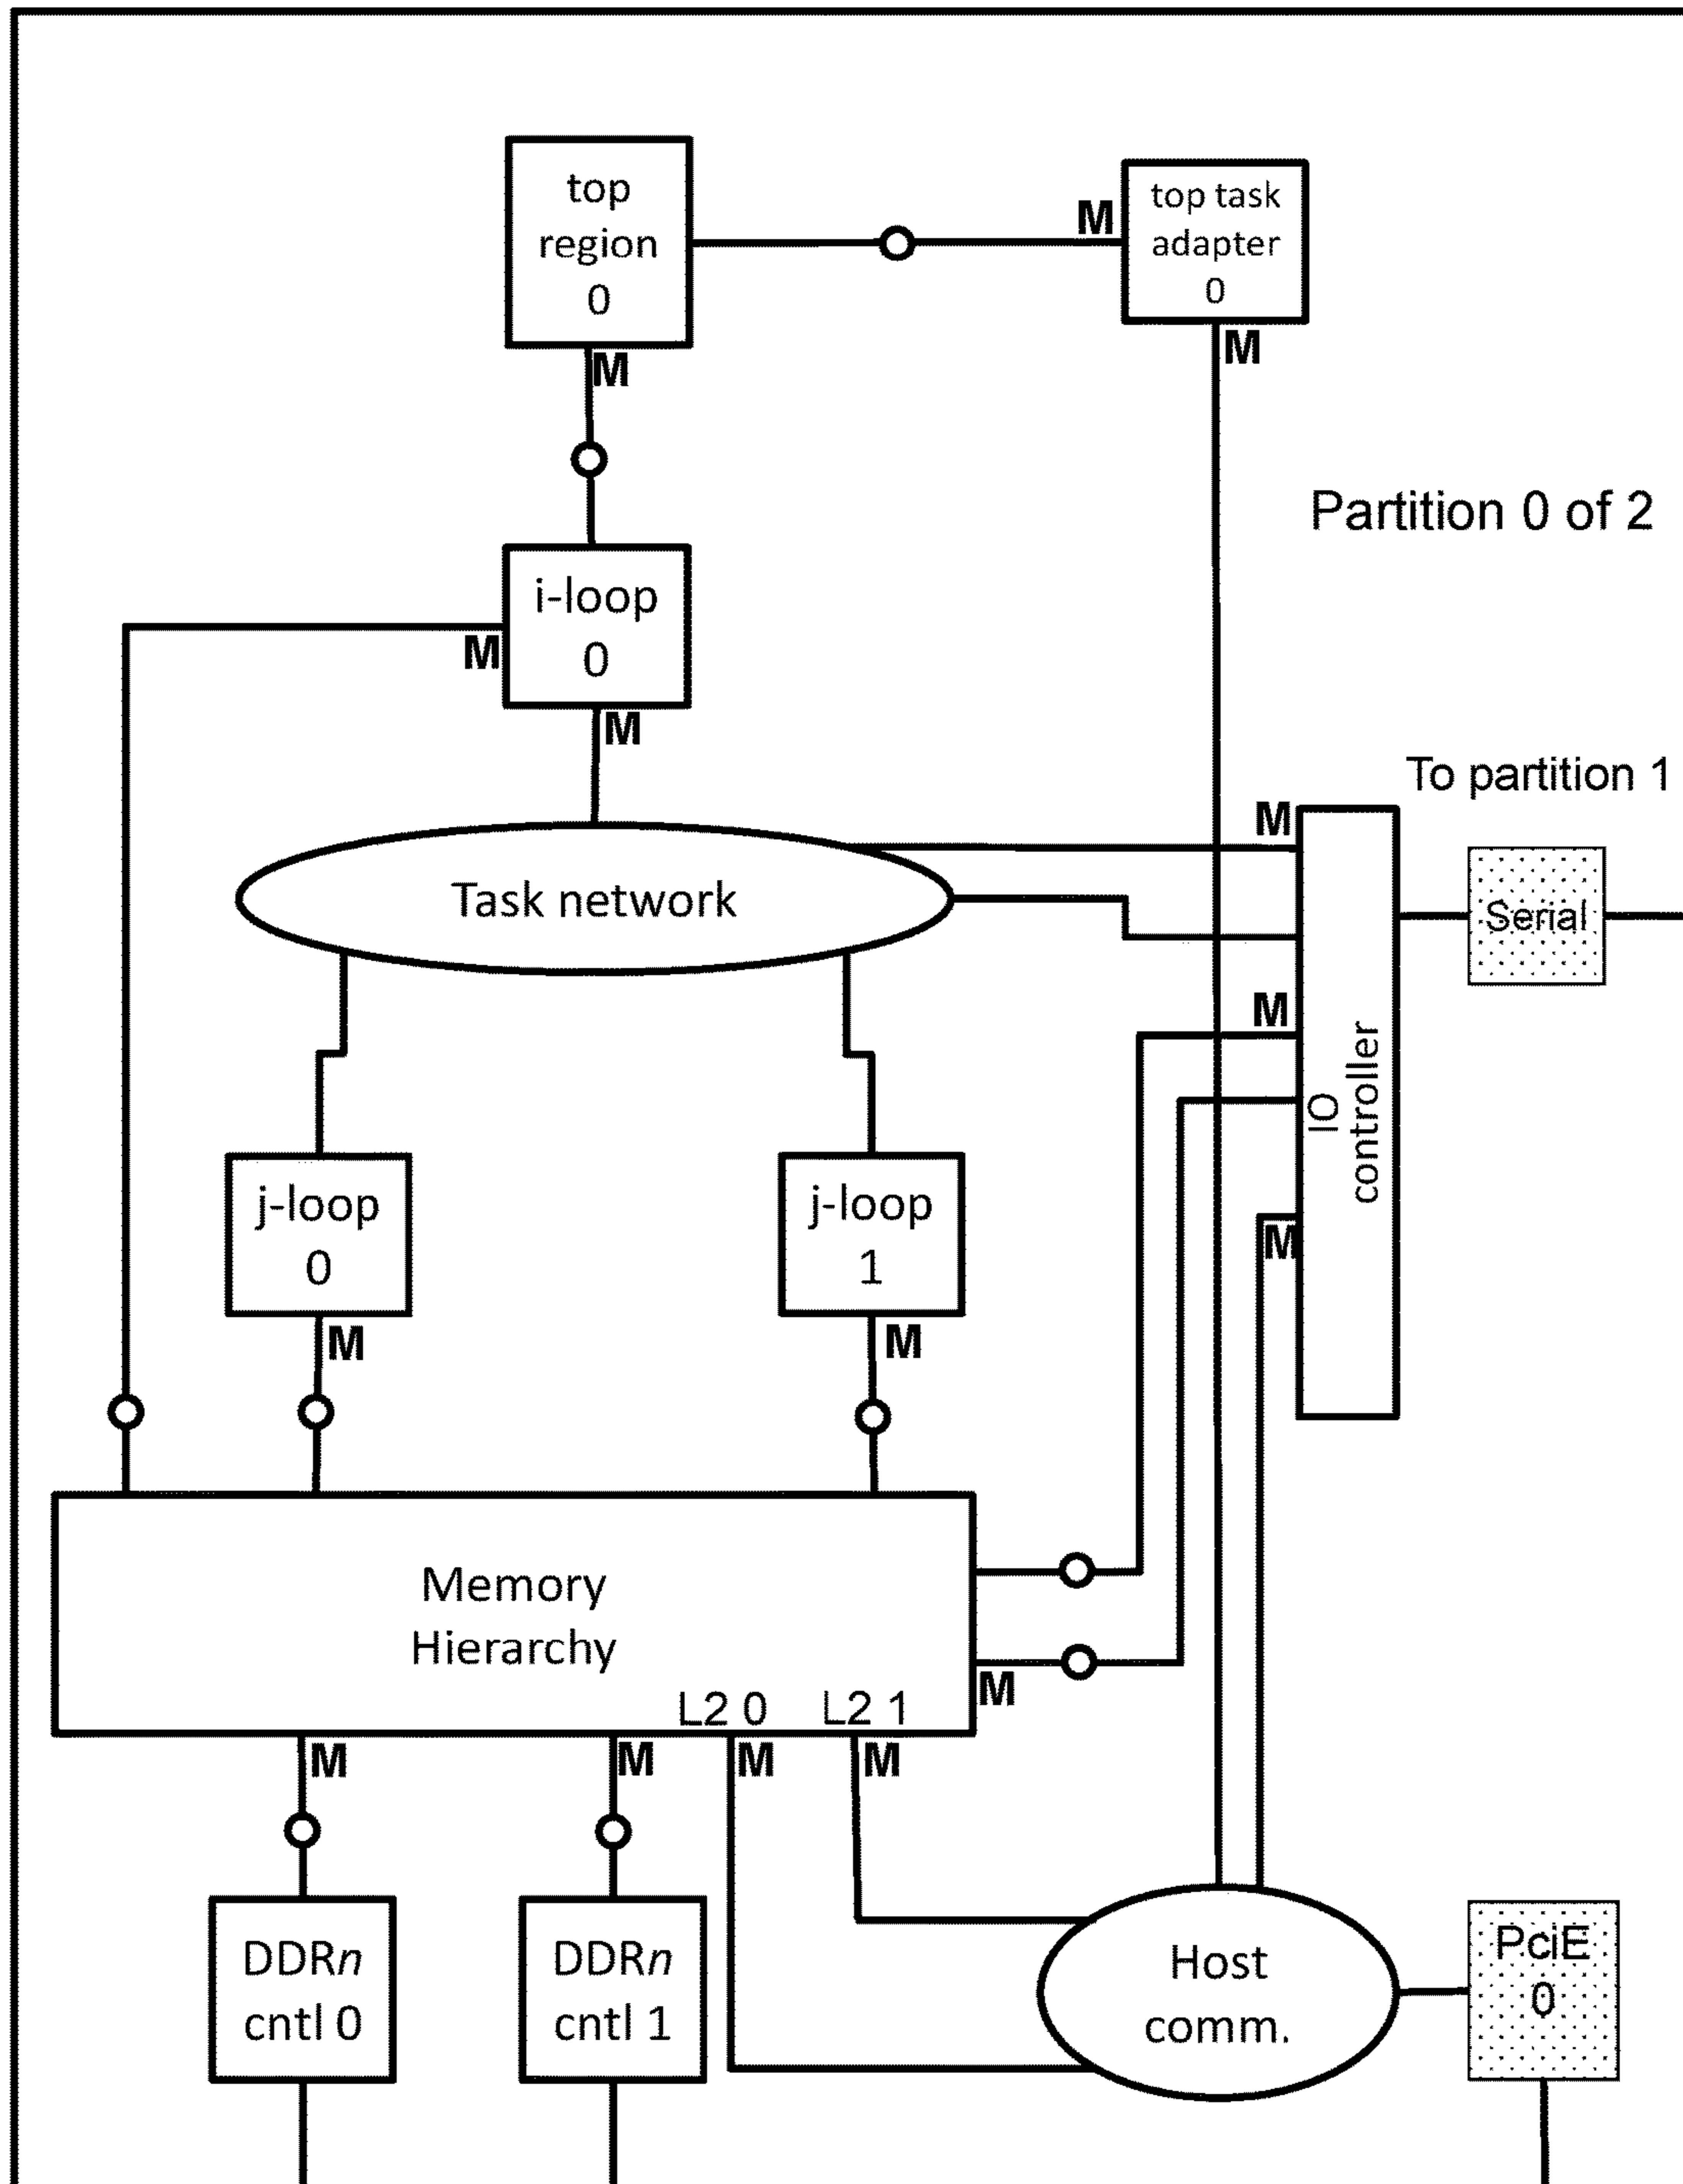 top
region
0
M
top task
adapter
0
M
M
Partition 0 of 2
i-loop
0
M
M
To partition 1
M
Task network
Serial
M
IO
controller
j-loop
0
j-loop
1
M
M
M
Memory
Hierarchy
M
L2 0
L2 1
M
M
M
M
DDRn
cntl 0
DDRn
cntl 1
Host
comm.
PciE
0